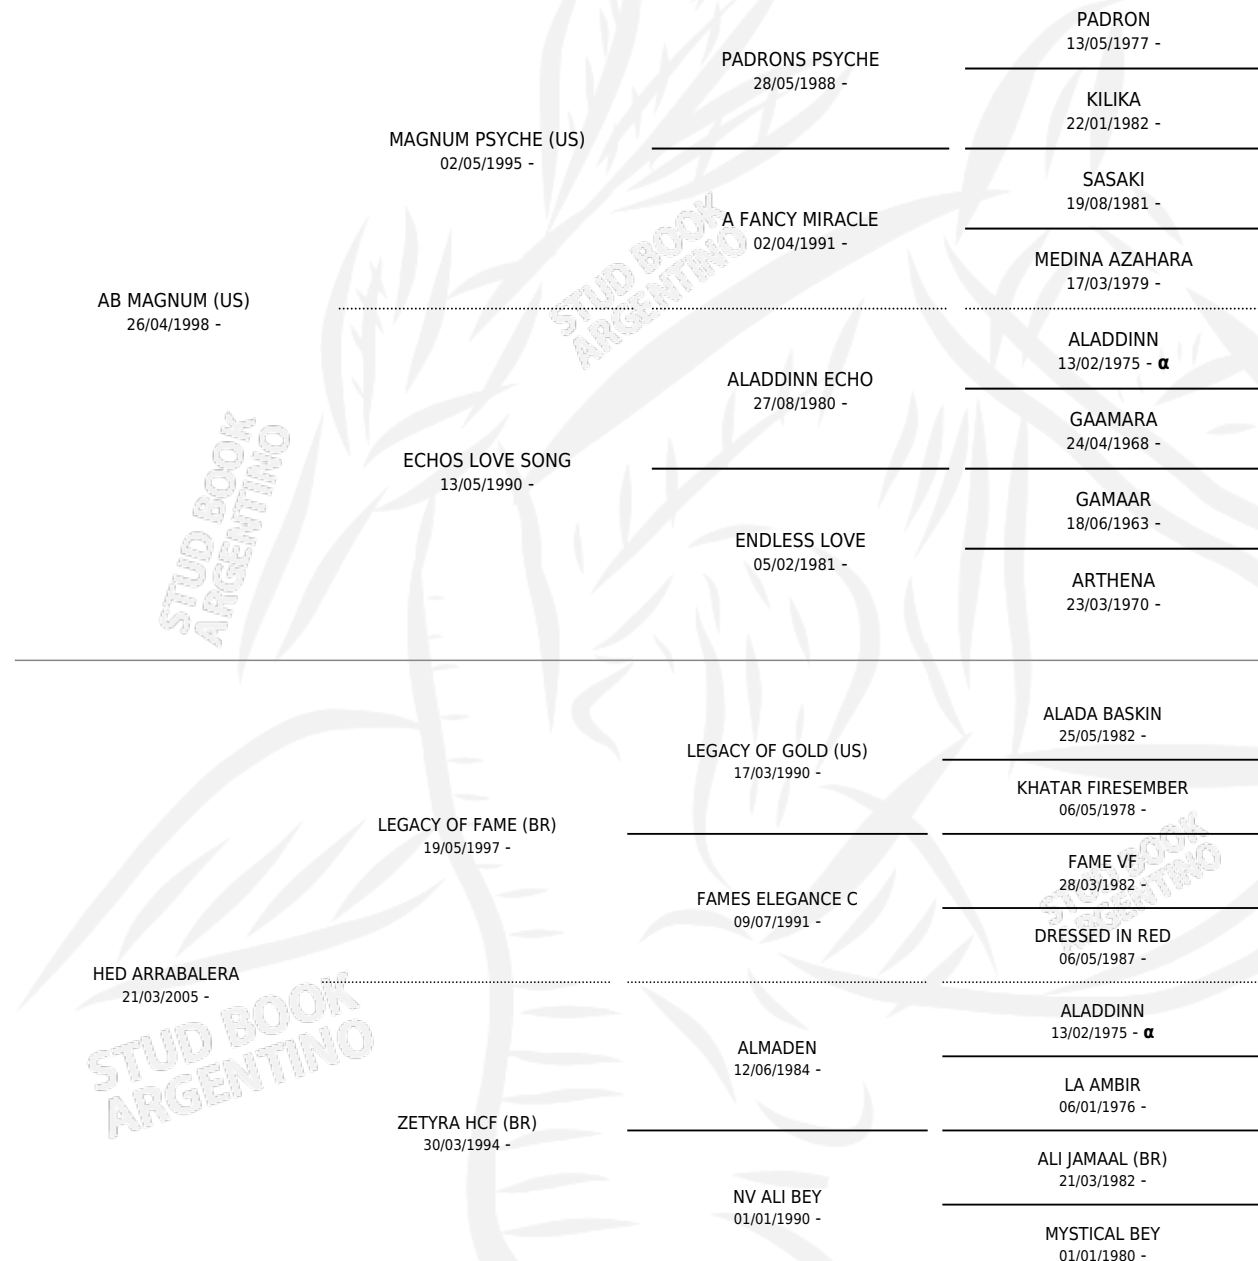 PADRON
13/05/1977 -
PADRONS PSYCHE
28/05/1988 -
KILIKA
22/01/1982 -
MAGNUM PSYCHE (US)
02/05/1995 -
SASAKI
19/08/1981 -
A FANCY MIRACLE
02/04/1991 -
MEDINA AZAHARA
17/03/1979 -
AB MAGNUM (US)
26/04/1998 -
ALADDINN
13/02/1975 - α
ALADDINN ECHO
27/08/1980 -
GAAMARA
24/04/1968 -
ECHOS LOVE SONG
13/05/1990 -
GAMAAR
18/06/1963 -
ENDLESS LOVE
05/02/1981 -
ARTHENA
23/03/1970 -
ALADA BASKIN
25/05/1982 -
LEGACY OF GOLD (US)
17/03/1990 -
KHATAR FIRESEMBER
06/05/1978 -
LEGACY OF FAME (BR)
19/05/1997 -
FAME VF
28/03/1982 -
FAMES ELEGANCE C
09/07/1991 -
DRESSED IN RED
06/05/1987 -
HED ARRABALERA
21/03/2005 -
ALADDINN
13/02/1975 - α
ALMADEN
12/06/1984 -
LA AMBIR
06/01/1976 -
ZETYRA HCF (BR)
30/03/1994 -
ALI JAMAAL (BR)
21/03/1982 -
NV ALI BEY
01/01/1990 -
MYSTICAL BEY
01/01/1980 -
STUD BOOK
ARGENTINO
STUD BOOK
ARGENTINO
STUD BOOK
ARGENTINO
STUD BOOK
ARGENTINO